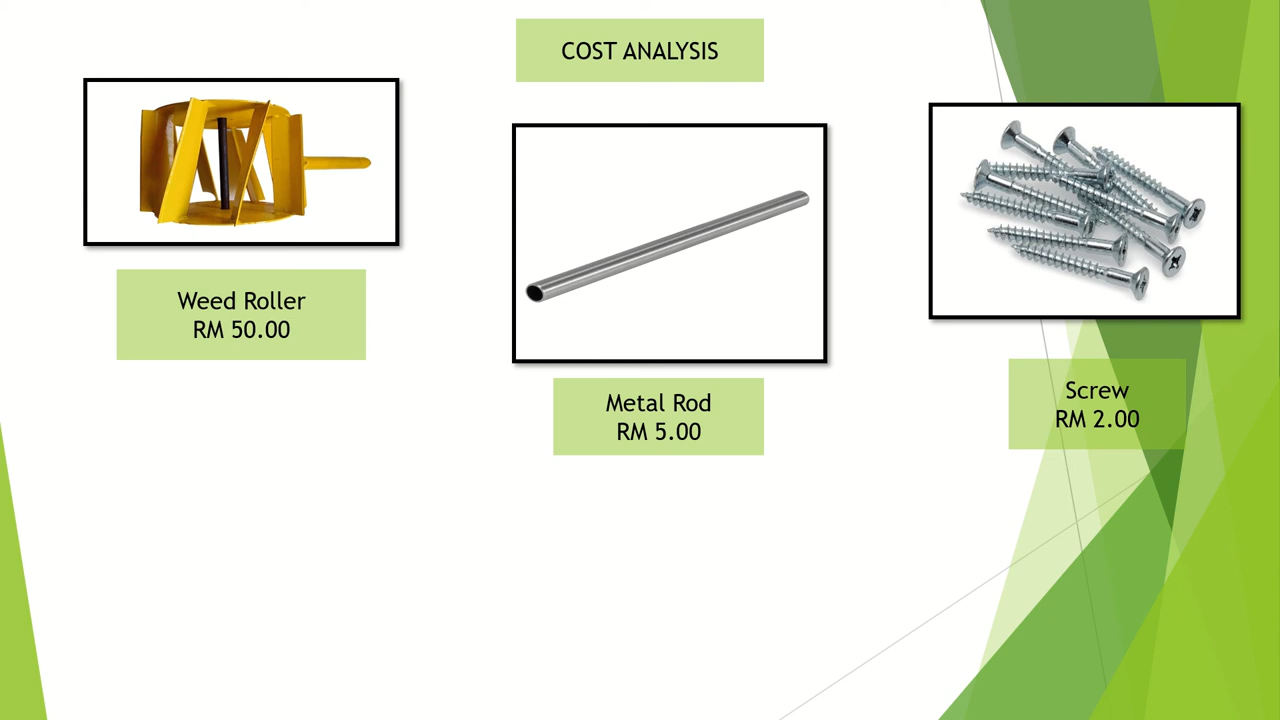 COST ANALYSIS
Weed Roller
RM 50.00
Metal Rod
RM 5.00
Screw
RM 2.00